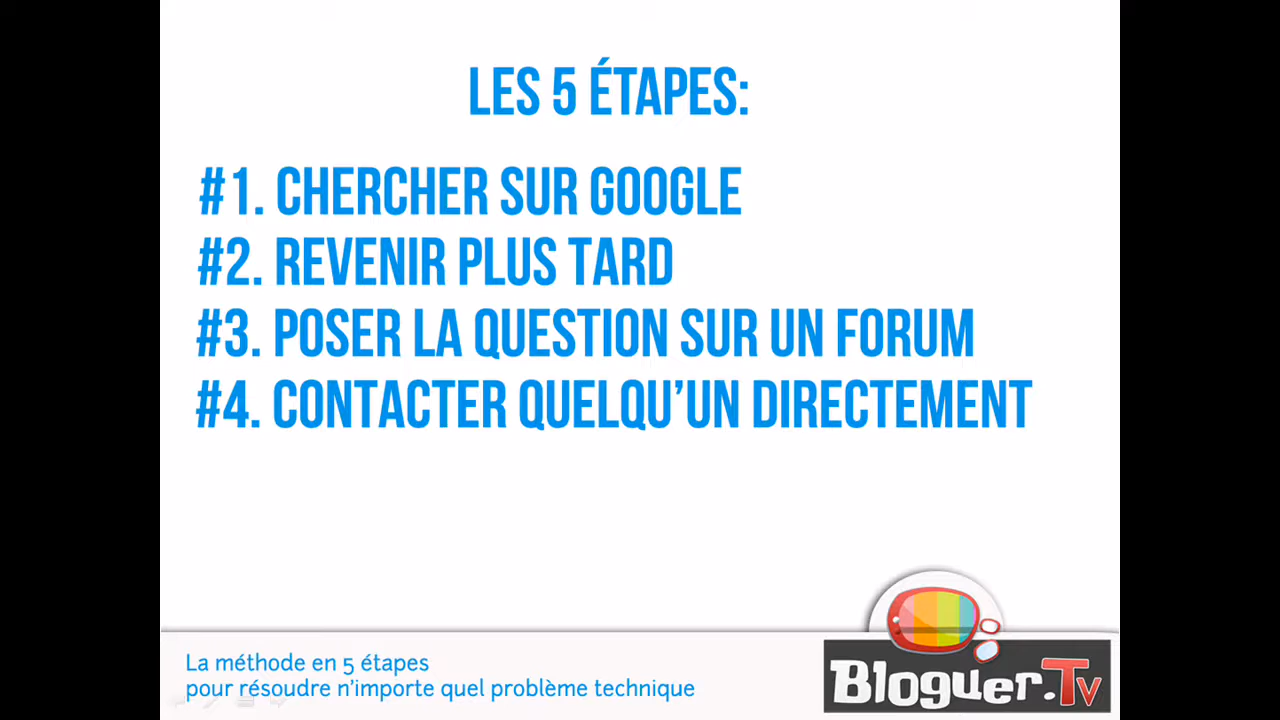 LES 5 ÉTAPES:
#1. CHERCHER SUR GOOGLE
#2. REVENIR PLUS TARD
#3. POSER LA QUESTION SUR UN FORUM
#4. CONTACTER QUELQU'UN DIRECTEMENT
La méthode en 5 étapes
pour résoudre n'importe quel problème technique
Bloguer.Tv